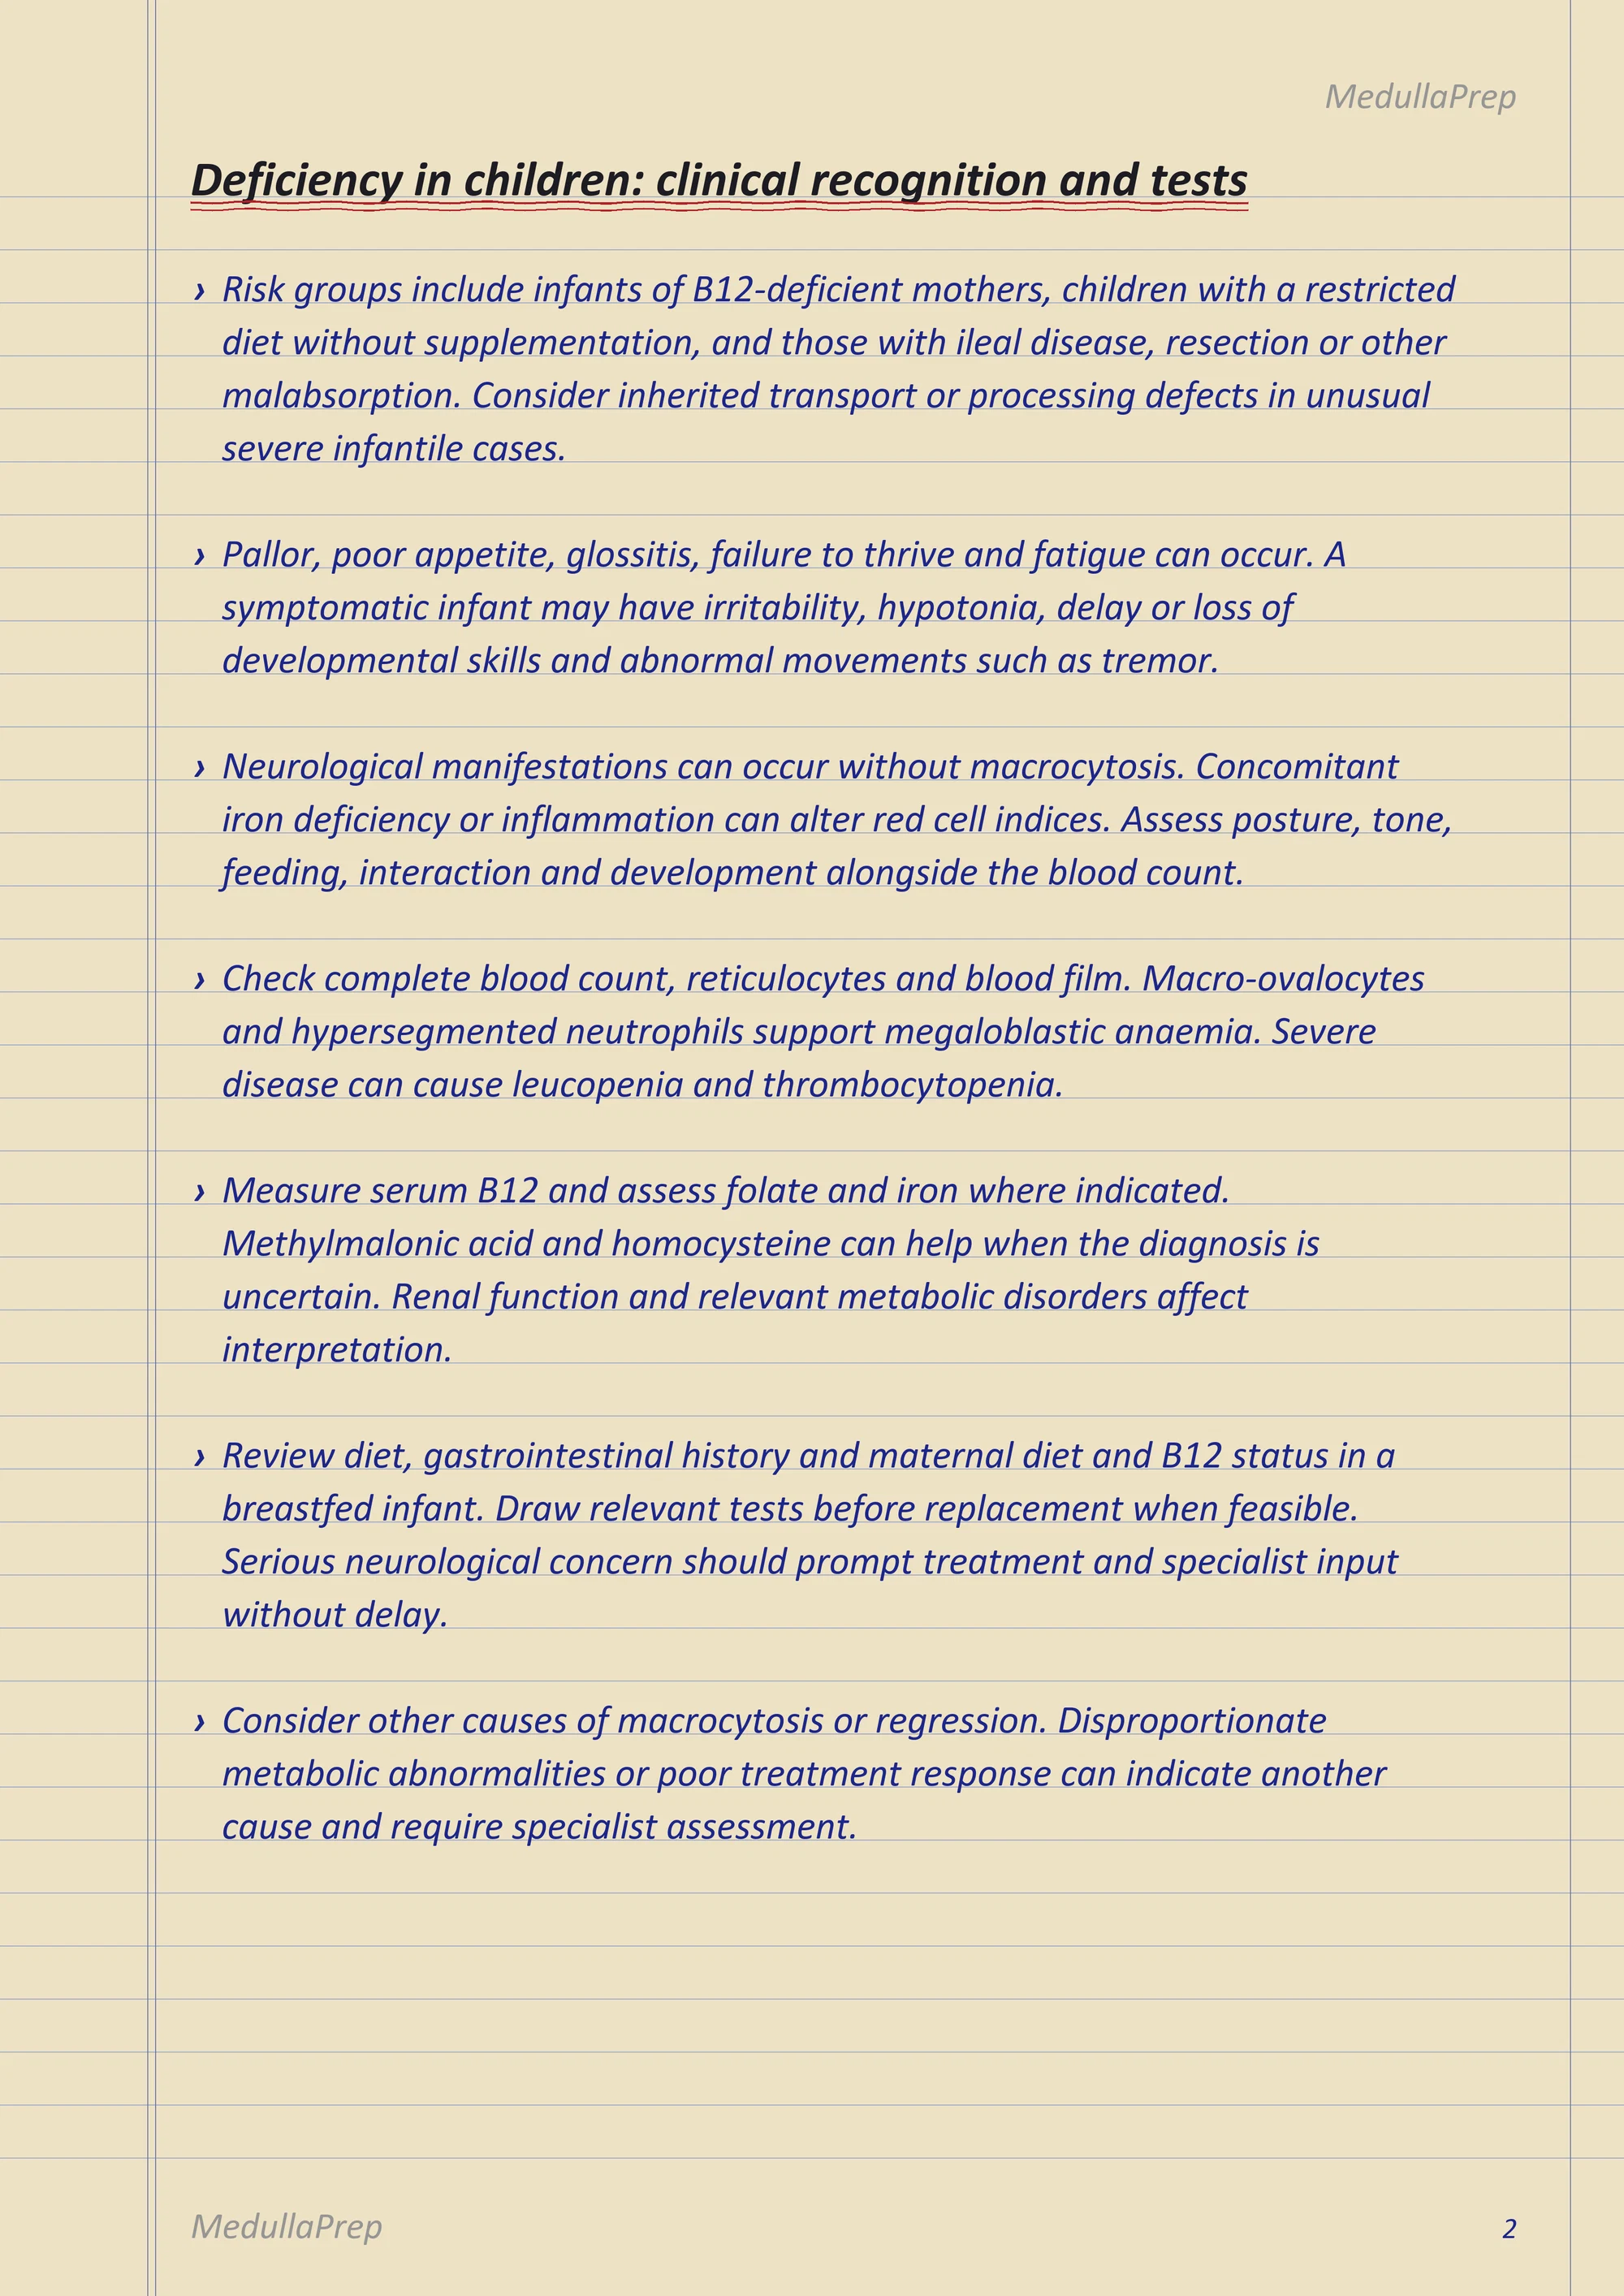 MedullaPrep
Deficiency in children: clinical recognition and tests
› Risk groups include infants of B12-deficient mothers, children with a restricted
diet without supplementation, and those with ileal disease, resection or other
malabsorption. Consider inherited transport or processing defects in unusual
severe infantile cases.
› Pallor, poor appetite, glossitis, failure to thrive and fatigue can occur. A
symptomatic infant may have irritability, hypotonia, delay or loss of
developmental skills and abnormal movements such as tremor.
› Neurological manifestations can occur without macrocytosis. Concomitant
iron deficiency or inflammation can alter red cell indices. Assess posture, tone,
feeding, interaction and development alongside the blood count.
› Check complete blood count, reticulocytes and blood film. Macro-ovalocytes
and hypersegmented neutrophils support megaloblastic anaemia. Severe
disease can cause leucopenia and thrombocytopenia.
› Measure serum B12 and assess folate and iron where indicated.
Methylmalonic acid and homocysteine can help when the diagnosis is
uncertain. Renal function and relevant metabolic disorders affect
interpretation.
› Review diet, gastrointestinal history and maternal diet and B12 status in a
breastfed infant. Draw relevant tests before replacement when feasible.
Serious neurological concern should prompt treatment and specialist input
without delay.
› Consider other causes of macrocytosis or regression. Disproportionate
metabolic abnormalities or poor treatment response can indicate another
cause and require specialist assessment.
MedullaPrep
2